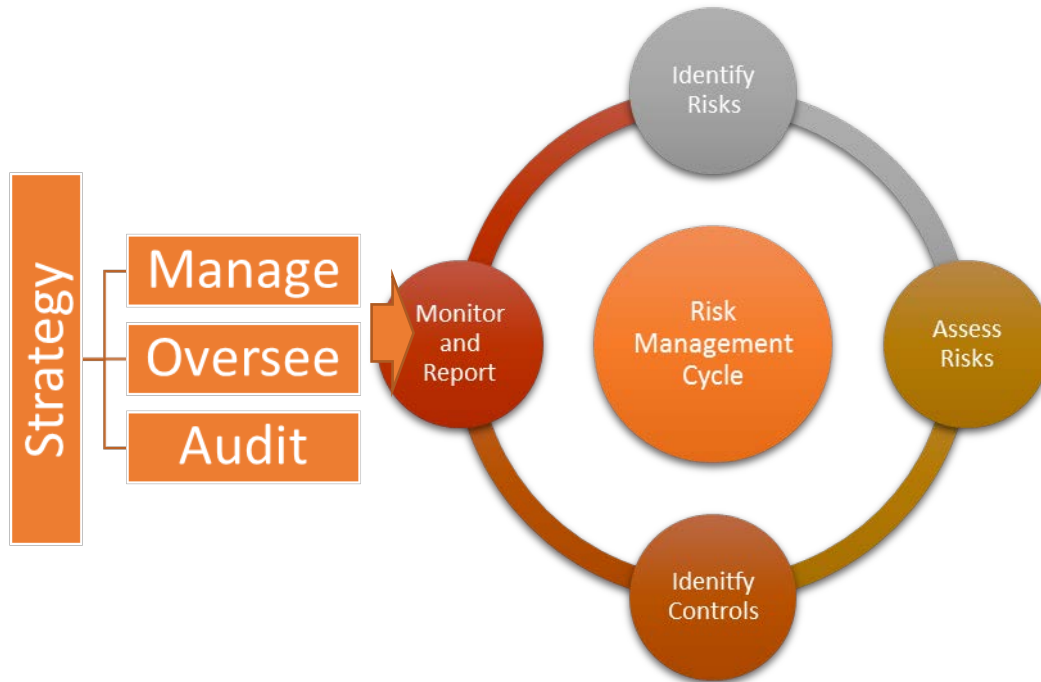 Strategy
Manage
Oversee
Audit
Identify
Risks
Monitor
and
Report
Risk
Management
Cycle
Assess
Risks
Idenitfy
Controls